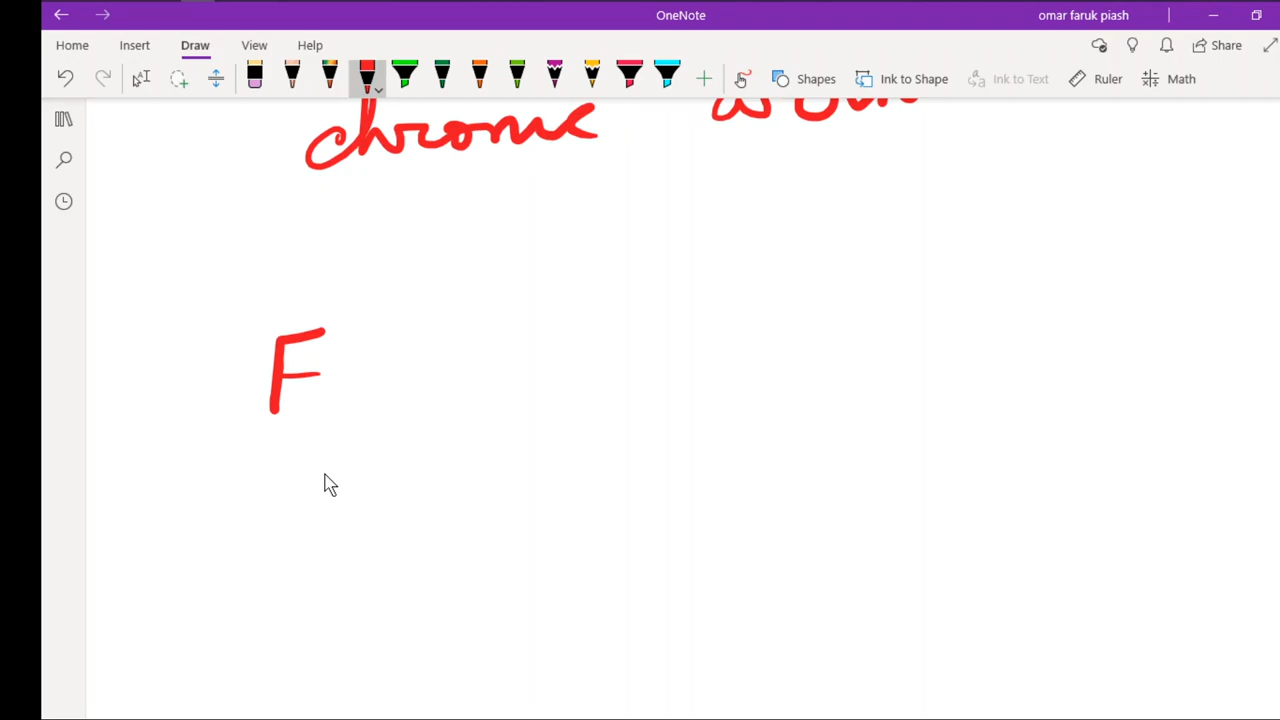 OneNote
omar faruk piash
Home Insert Draw View Help
Share
Shapes Ink to Shape Ink to Text Ruler Math
chrome
F